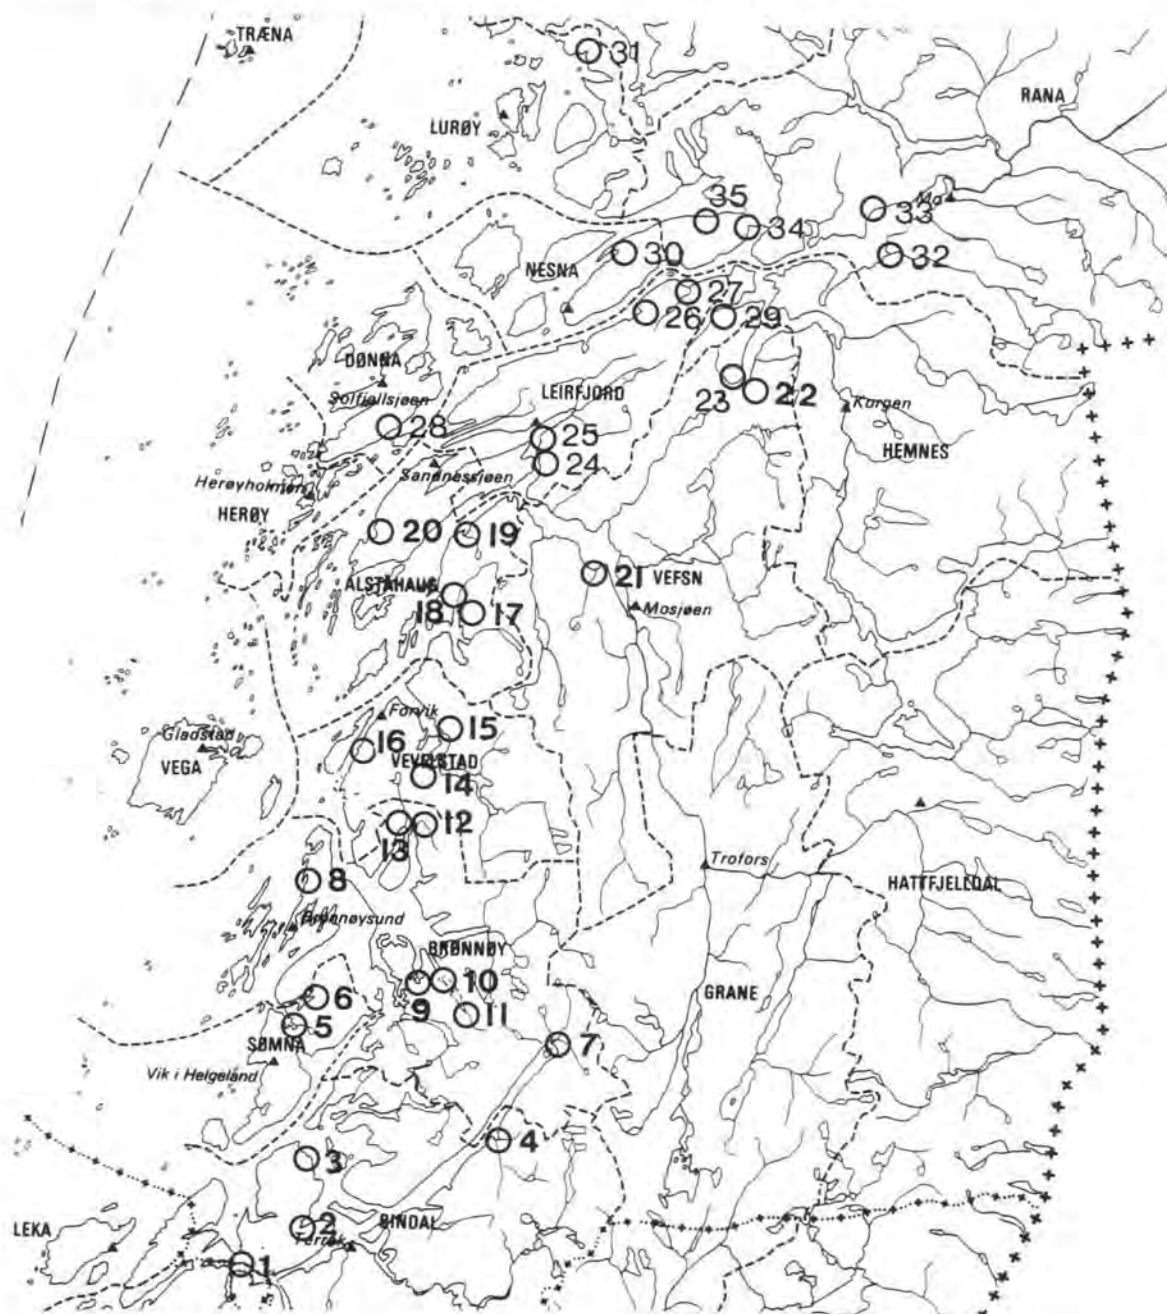 TRÆNA
31
RANA
LURØY
35
Mo
33
34
30
32
NESNA
27
26
29
DØNNA
Solfjellsjøen
LEIRFJORD
23
22
Korgen
28
25
HEMNES
24
Sandnessjøen
Herøyholmen
HERØY
20
19
21
VEFSN
ALSTAHAUG
18
17
Mosjøen
Forvik
15
Gladstad
16
VEGA
VEVELSTAD
14
12
13
Trofors
8
HATTFJELLDAL
Brønnøysund
BRØNNØY
10
6
9
GRANE
11
5
SØMNA
7
Vik i Helgeland
4
3
LEKA
2
BINDAL
Terråk
1